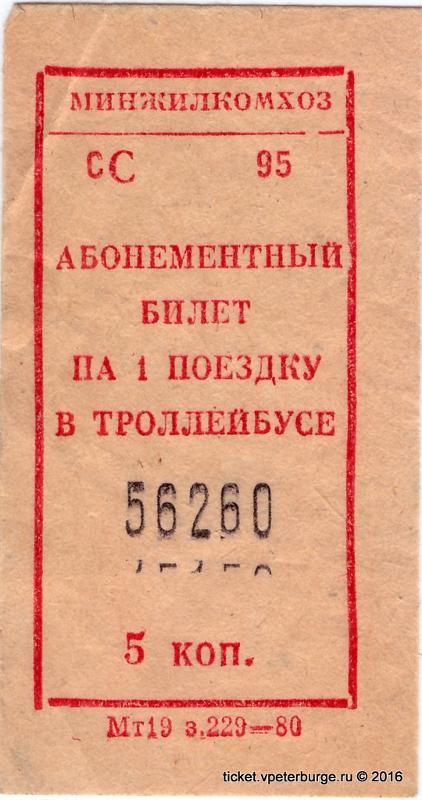 МИНЖИЛКОМХОЗ
СС 95
АБОНЕМЕНТНЫЙ
БИЛЕТ
ПА 1 ПОЕЗДКУ
В ТРОЛЛЕЙБУСЕ
56260
5 КОП.
Мт19 з.229—80
ticket.vpeterburge.ru © 2016